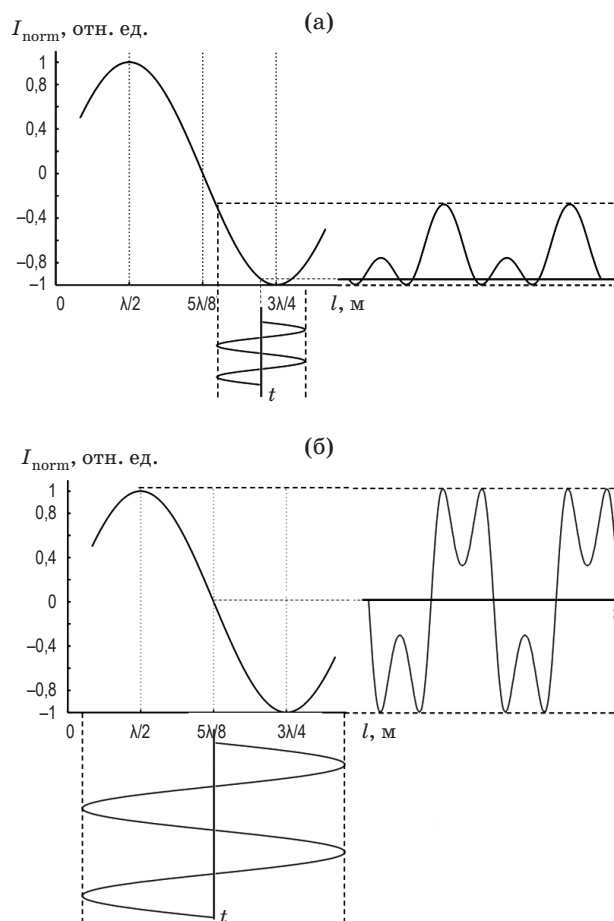 (а)
I norm, отн. ед.
1
0,8
0,4
0
–0,4
–0,8
–1
0 λ/2 5λ/8 3λ/4 l, м
t
(б)
I norm, отн. ед.
1
0,8
0,4
0
–0,4
–0,8
–1
0 λ/2 5λ/8 3λ/4 l, м
t